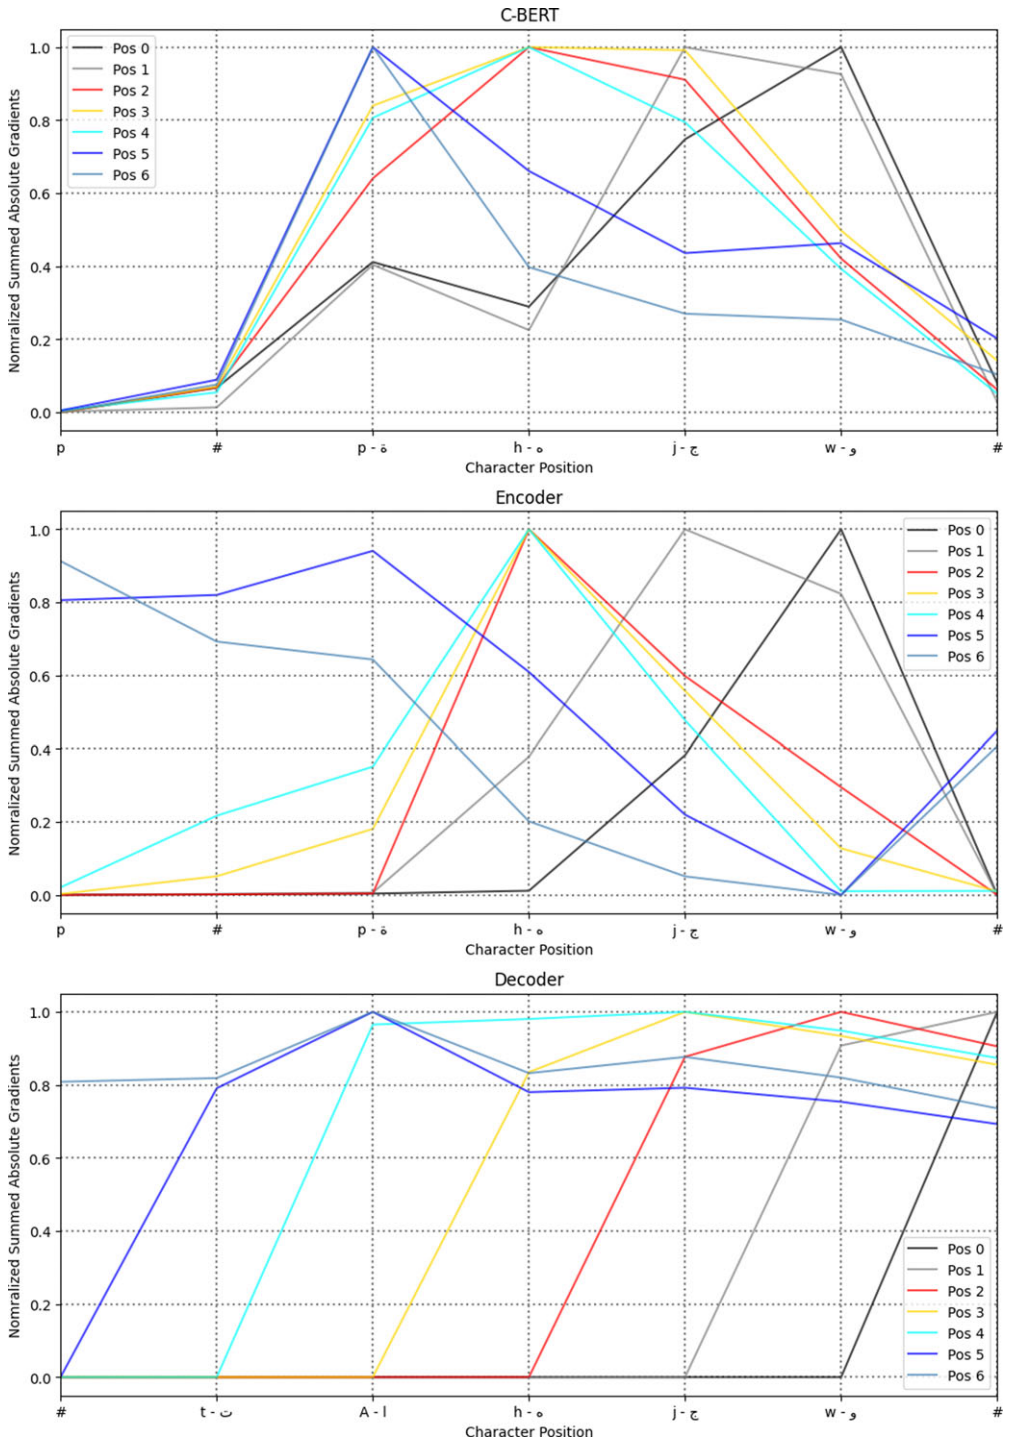 C-BERT
Nomralized Summed Absolute Gradients
1.0
0.8
0.6
0.4
0.2
0.0
Pos 0
Pos 1
Pos 2
Pos 3
Pos 4
Pos 5
Pos 6
p # p - ة h - ه j - ج w - و #
Character Position
Encoder
Nomralized Summed Absolute Gradients
1.0
0.8
0.6
0.4
0.2
0.0
Pos 0
Pos 1
Pos 2
Pos 3
Pos 4
Pos 5
Pos 6
p # p - ة h - ه j - ج w - و #
Character Position
Decoder
Nomralized Summed Absolute Gradients
1.0
0.8
0.6
0.4
0.2
0.0
Pos 0
Pos 1
Pos 2
Pos 3
Pos 4
Pos 5
Pos 6
# t - ت A - ا h - ه j - ج w - و #
Character Position